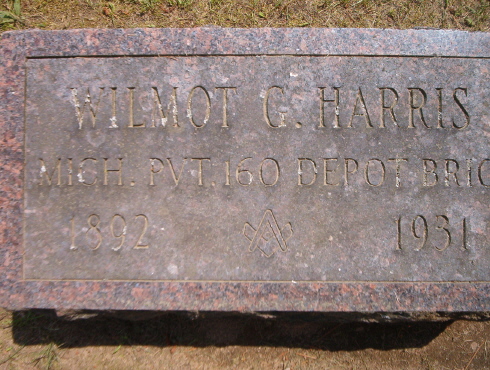 WILMOT G. HARRIS
MICH. PVT. 160 DEPOT BRIG
1892 1931